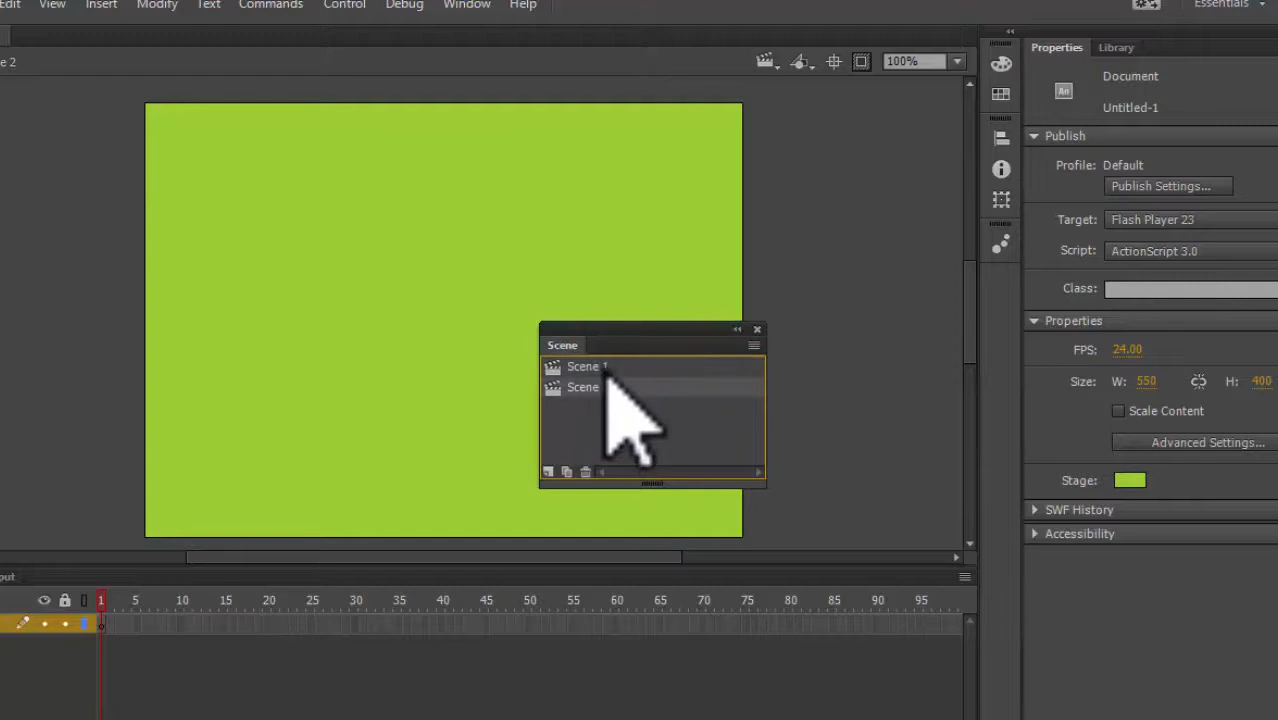 Edit View Insert Modify Text Commands Control Debug Window Help Essentials
e 2 100%
Properties Library
Document
An
Untitled-1
Publish
Profile: Default
Publish Settings...
Target: Flash Player 23
Script: ActionScript 3.0
Class:
Properties
FPS: 24.00
Size: W: 550 H: 400
Scale Content
Advanced Settings...
Stage:
SWF History
Accessibility
Scene
Scene 1
Scene
put
1 5 10 15 20 25 30 35 40 45 50 55 60 65 70 75 80 85 90 95